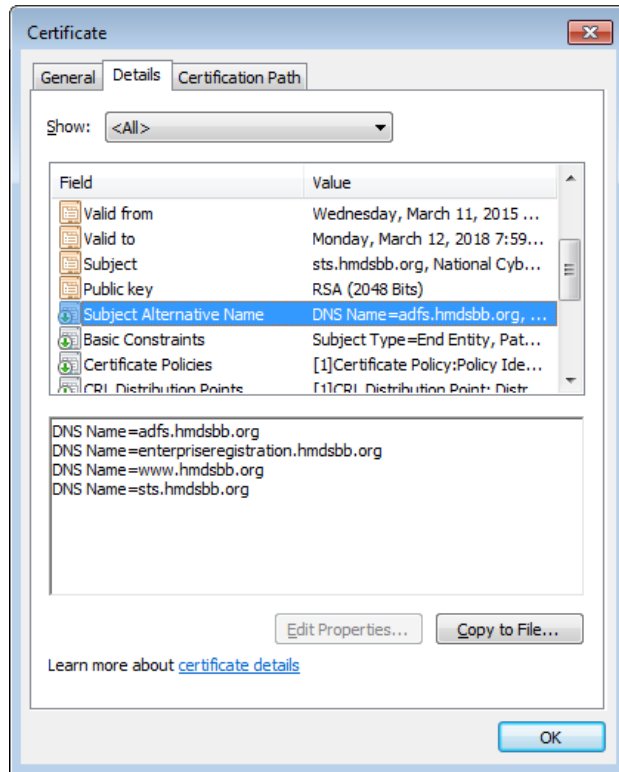 Certificate
General Details Certification Path
Show: <All>
Field Value
Valid from Wednesday, March 11, 2015 ...
Valid to Monday, March 12, 2018 7:59...
Subject sts.hmdsbb.org, National Cyb...
Public key RSA (2048 Bits)
Subject Alternative Name DNS Name=adfs.hmdsbb.org, ...
Basic Constraints Subject Type=End Entity, Pat...
Certificate Policies [1]Certificate Policy:Policy Ide...
CRL Distribution Points [1]CRL Distribution Point: Distr...
DNS Name=adfs.hmdsbb.org
DNS Name=enterpriseregistration.hmdsbb.org
DNS Name=www.hmdsbb.org
DNS Name=sts.hmdsbb.org
Edit Properties... Copy to File...
Learn more about certificate details
OK